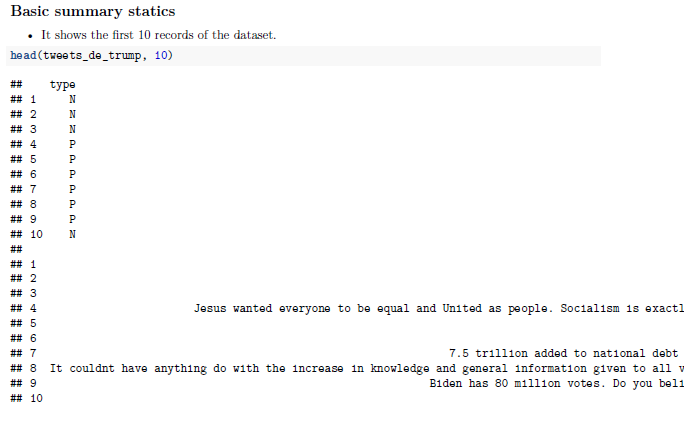 Basic summary statics
• It shows the first 10 records of the dataset.
head(tweets_de_trump, 10)
##    type
## 1     N
## 2     N
## 3     N
## 4     P
## 5     P
## 6     P
## 7     P
## 8     P
## 9     P
## 10    N
##
## 1
## 2
## 3
## 4 Jesus wanted everyone to be equal and United as people. Socialism is exactl
## 5
## 6
## 7 7.5 trillion added to national debt
## 8 It couldnt have anything do with the increase in knowledge and general information given to all
## 9 Biden has 80 million votes. Do you beli
## 10